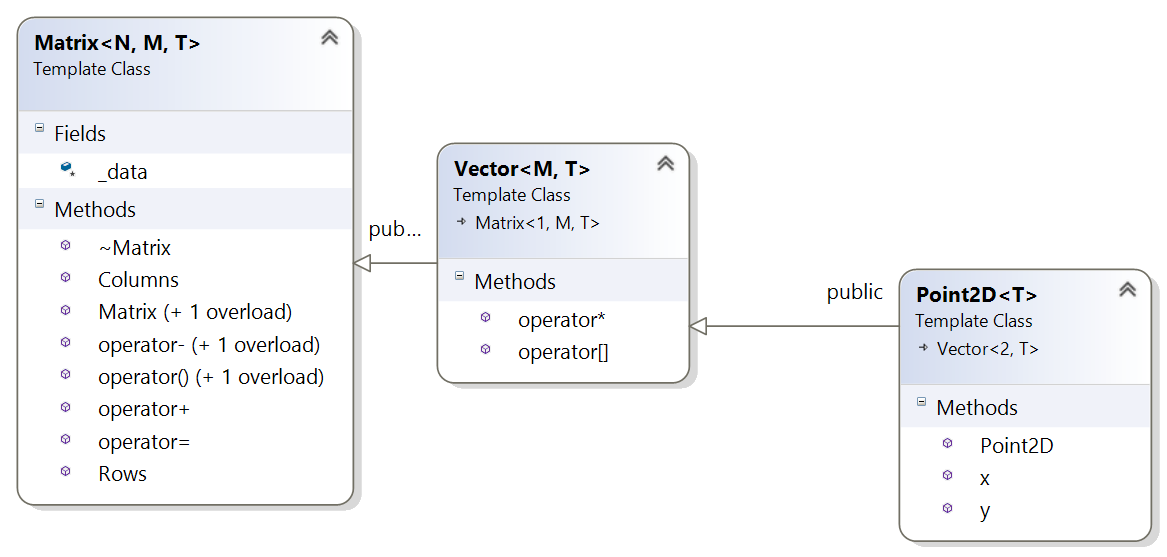 Matrix<N, M, T>
Template Class
Fields
_data
Methods
~Matrix
Columns
Matrix (+ 1 overload)
operator- (+ 1 overload)
operator() (+ 1 overload)
operator+
operator=
Rows
pub...
Vector<M, T>
Template Class
Matrix<1, M, T>
Methods
operator*
operator[]
public
Point2D<T>
Template Class
Vector<2, T>
Methods
Point2D
x
y